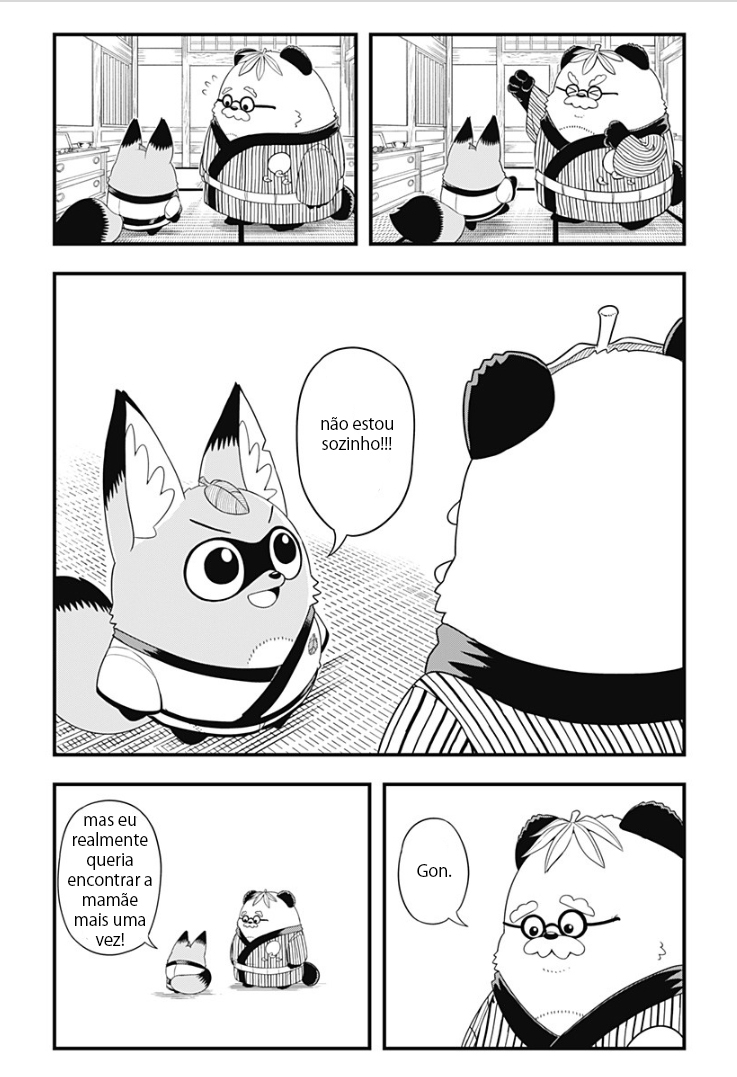 não estou
sozinho!!!
Gon.
mas eu
realmente
queria
encontrar a
mamãe
mais uma
vez!